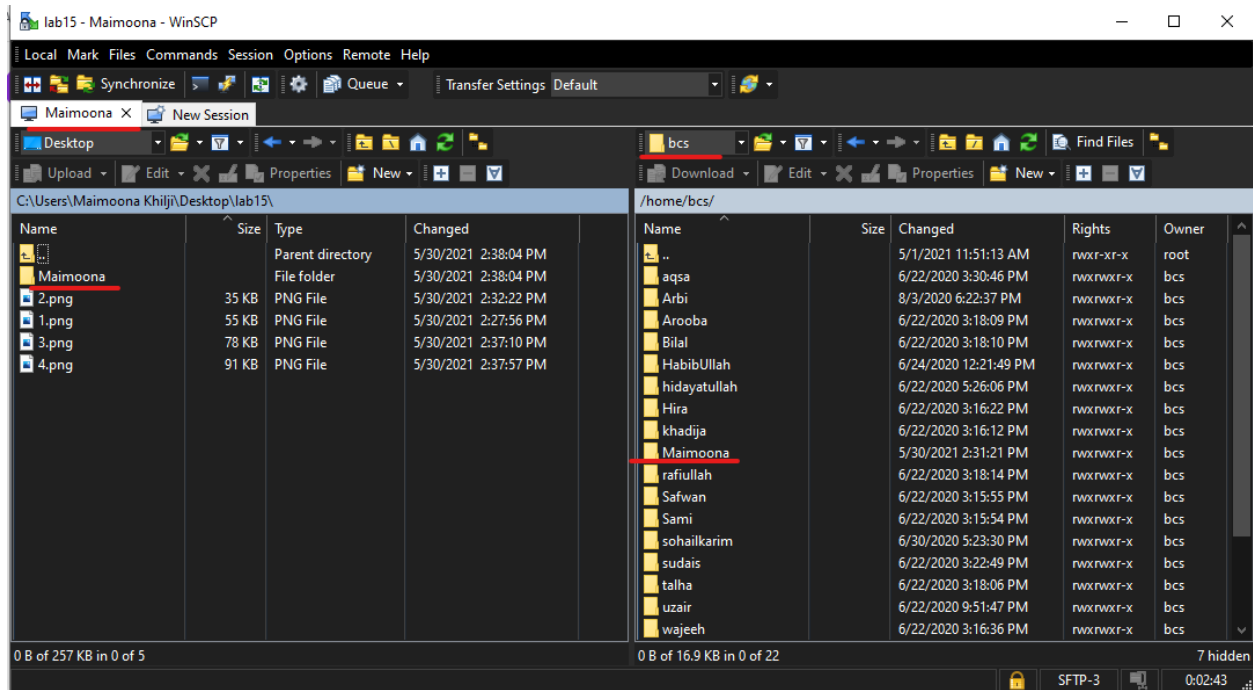 lab15 - Maimoona - WinSCP
Local Mark Files Commands Session Options Remote Help
Synchronize Queue Transfer Settings Default
Maimoona X New Session
Desktop
Upload Edit Properties New
C:\Users\Maimoona Khilji\Desktop\lab15\
Name Size Type Changed
.. Parent directory 5/30/2021 2:38:04 PM
Maimoona File folder 5/30/2021 2:38:04 PM
2.png 35 KB PNG File 5/30/2021 2:32:22 PM
1.png 55 KB PNG File 5/30/2021 2:27:56 PM
3.png 78 KB PNG File 5/30/2021 2:37:10 PM
4.png 91 KB PNG File 5/30/2021 2:37:57 PM
0 B of 257 KB in 0 of 5
bcs Find Files
Download Edit Properties New
/home/bcs/
Name Size Changed Rights Owner
.. 5/1/2021 11:51:13 AM rwxr-xr-x root
aqsa 6/22/2020 3:30:46 PM rwxrwxr-x bcs
Arbi 8/3/2020 6:22:37 PM rwxrwxr-x bcs
Arooba 6/22/2020 3:18:09 PM rwxrwxr-x bcs
Bilal 6/22/2020 3:18:10 PM rwxrwxr-x bcs
HabibUllah 6/24/2020 12:21:49 PM rwxrwxr-x bcs
hidayatullah 6/22/2020 5:26:06 PM rwxrwxr-x bcs
Hira 6/22/2020 3:16:22 PM rwxrwxr-x bcs
khadija 6/22/2020 3:16:12 PM rwxrwxr-x bcs
Maimoona 5/30/2021 2:31:21 PM rwxrwxr-x bcs
rafiullah 6/22/2020 3:18:14 PM rwxrwxr-x bcs
Safwan 6/22/2020 3:15:55 PM rwxrwxr-x bcs
Sami 6/22/2020 3:15:54 PM rwxrwxr-x bcs
sohailkarim 6/30/2020 5:23:30 PM rwxrwxr-x bcs
sudais 6/22/2020 3:22:49 PM rwxrwxr-x bcs
talha 6/22/2020 3:18:06 PM rwxrwxr-x bcs
uzair 6/22/2020 9:51:47 PM rwxrwxr-x bcs
wajeeh 6/22/2020 3:16:36 PM rwxrwxr-x bcs
0 B of 16.9 KB in 0 of 22 7 hidden
SFTP-3 0:02:43